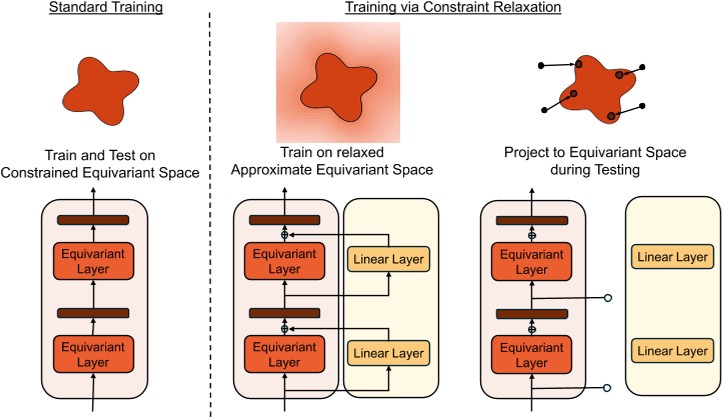 Standard Training
Training via Constraint Relaxation
Train and Test on
Constrained Equivariant Space
Train on relaxed
Approximate Equivariant Space
Project to Equivariant Space
during Testing
Equivariant
Layer
Equivariant
Layer
Equivariant
Layer
Linear Layer
Equivariant
Layer
Linear Layer
Equivariant
Layer
Linear Layer
Equivariant
Layer
Linear Layer